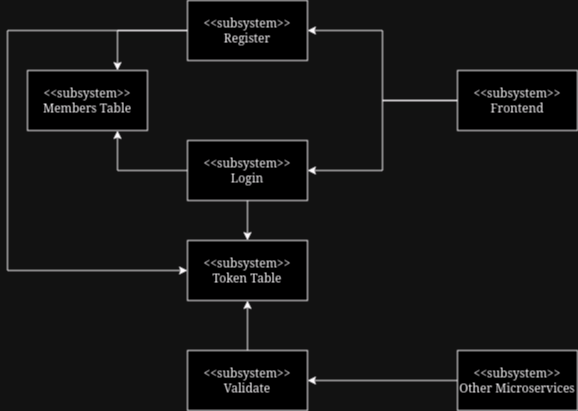 <<subsystem>>
Register
<<subsystem>>
Members Table
<<subsystem>>
Frontend
<<subsystem>>
Login
<<subsystem>>
Token Table
<<subsystem>>
Validate
<<subsystem>>
Other Microservices